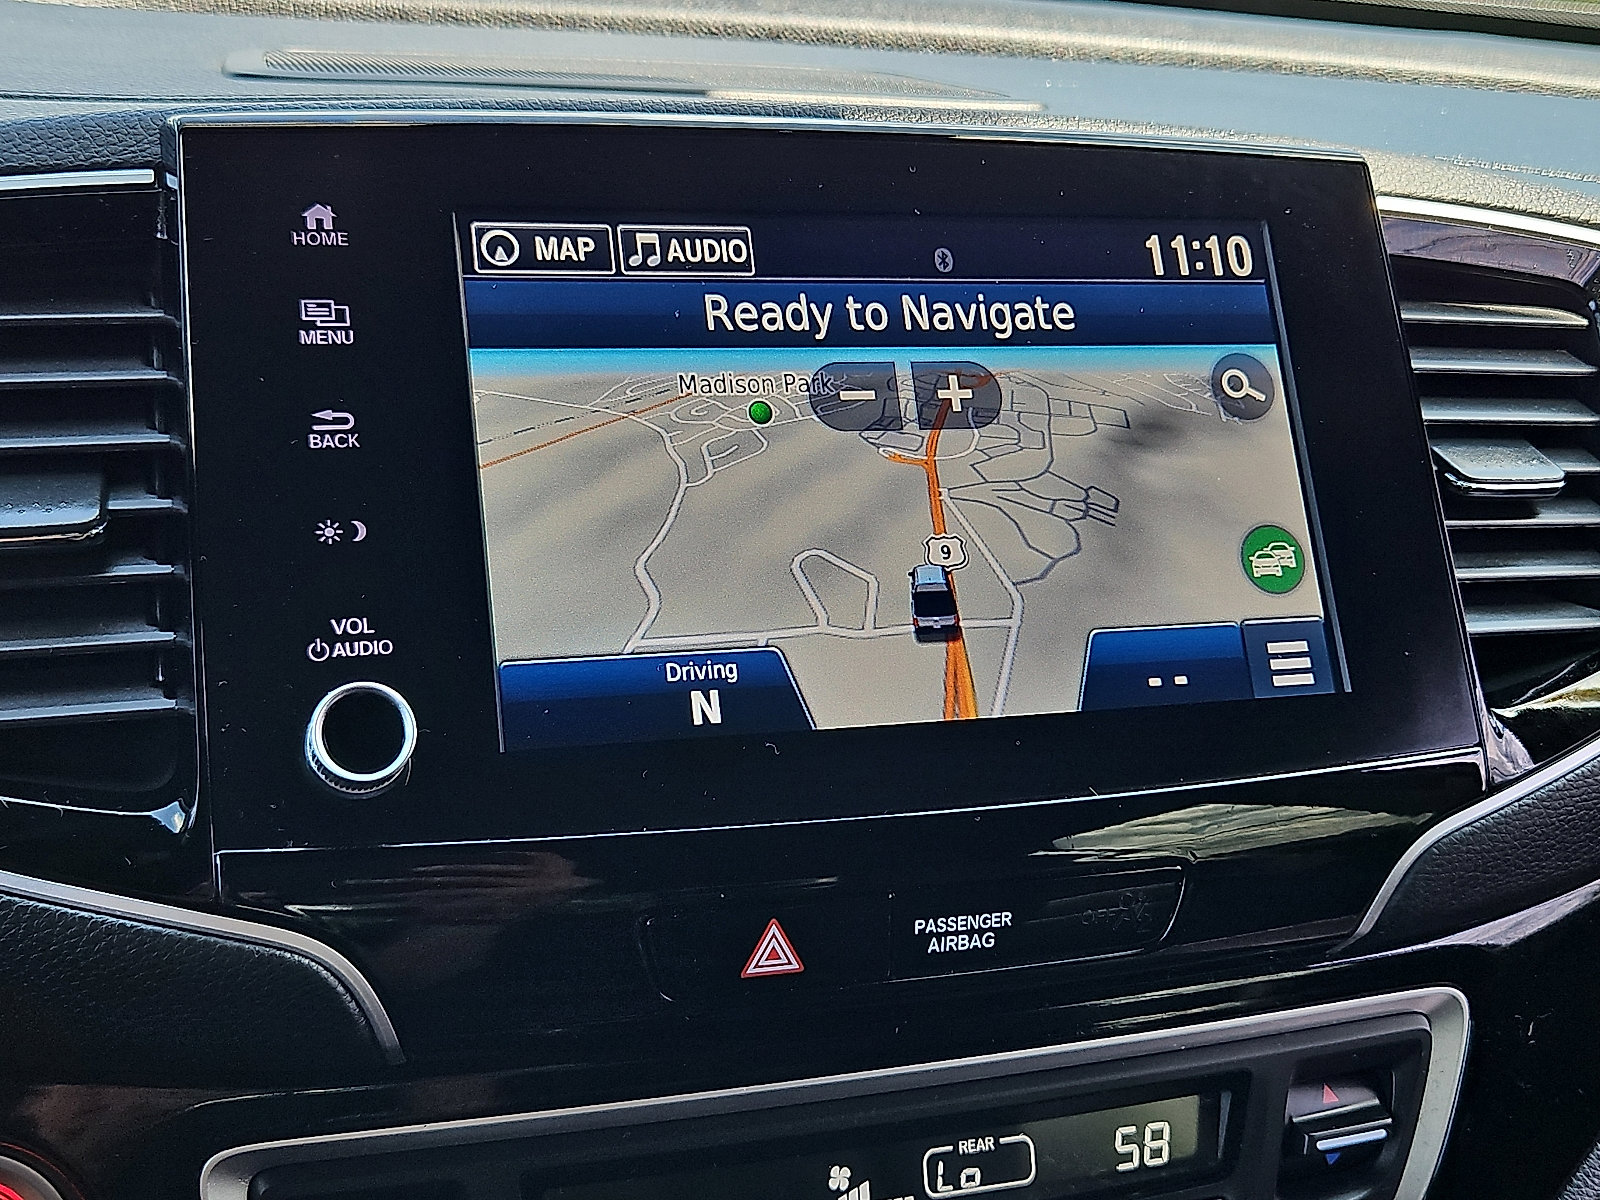 HOME
MENU
BACK
VOL
AUDIO
MAP
AUDIO
11:10
Ready to Navigate
Madison Park
9
Driving
N
--
PASSENGER
AIRBAG
OFF
REAR
Lo
58